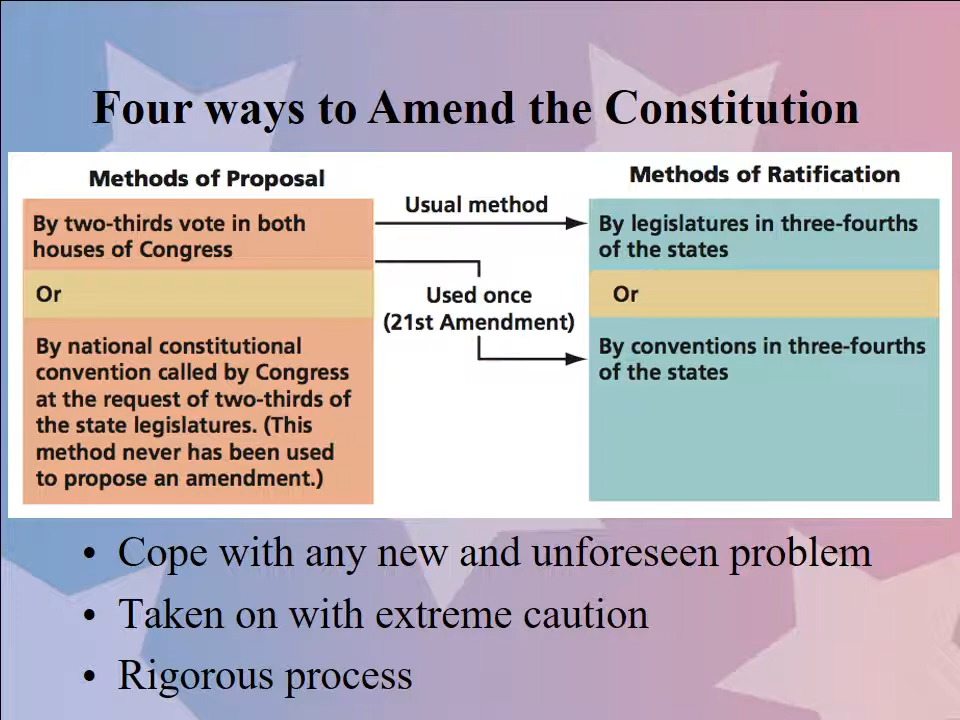 Four ways to Amend the Constitution
Methods of Proposal
Methods of Ratification
By two-thirds vote in both
houses of Congress
Or
By national constitutional
convention called by Congress
at the request of two-thirds of
the state legislatures. (This
method never has been used
to propose an amendment.)
Usual method
Used once
(21st Amendment)
By legislatures in three-fourths
of the states
Or
By conventions in three-fourths
of the states
• Cope with any new and unforeseen problem
• Taken on with extreme caution
• Rigorous process